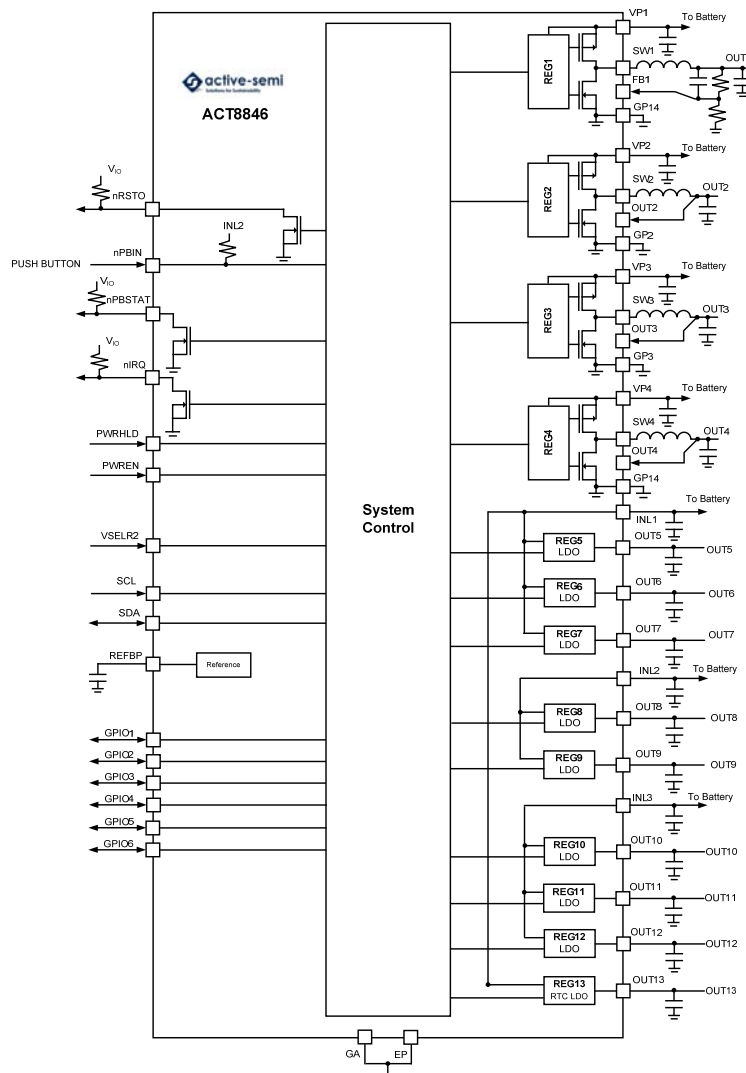 active-semi
Solutions for Sustainability
ACT8846
VIO
nRSTO
INL2
nPBIN
PUSH BUTTON
VIO
nPBSTAT
VIO
nIRQ
PWRHLD
PWREN
VSELR2
SCL
SDA
REFBP
Reference
GPIO1
GPIO2
GPIO3
GPIO4
GPIO5
GPIO6
System
Control
REG1
VP1
To Battery
SW1
OUT
FB1
GP14
REG2
VP2
To Battery
SW2
OUT2
OUT2
GP2
REG3
VP3
To Battery
SW3
OUT3
OUT3
GP3
REG4
VP4
To Battery
SW4
OUT4
OUT4
GP14
To Battery
INL1
REG5
LDO
OUT5
OUT5
REG6
LDO
OUT6
OUT6
REG7
LDO
OUT7
OUT7
INL2
To Battery
REG8
LDO
OUT8
OUT8
REG9
LDO
OUT9
OUT9
INL3
To Battery
REG10
LDO
OUT10
OUT10
REG11
LDO
OUT11
OUT11
REG12
LDO
OUT12
OUT12
REG13
RTC LDO
OUT13
OUT13
GA
EP